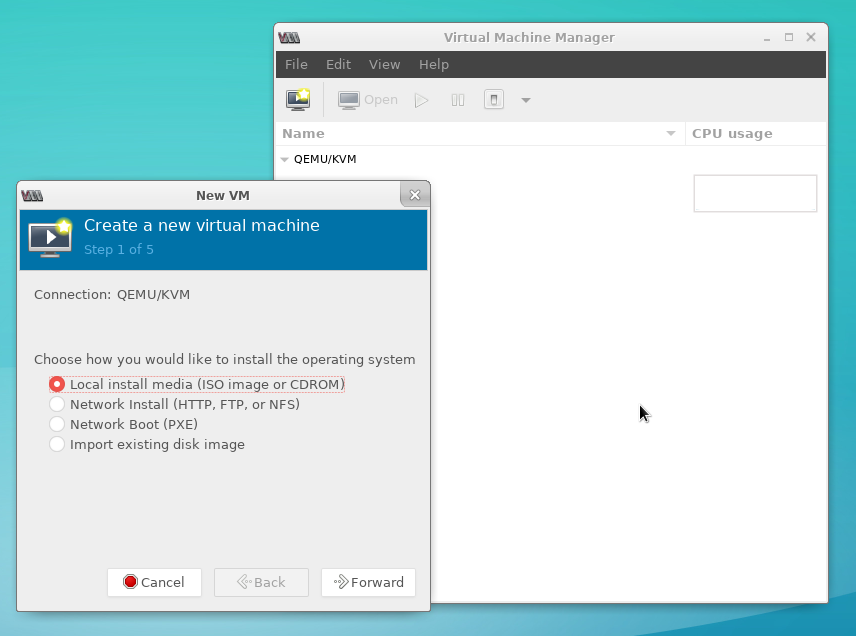 Virtual Machine Manager
File Edit View Help
Open
Name CPU usage
QEMU/KVM
New VM
Create a new virtual machine
Step 1 of 5
Connection: QEMU/KVM
Choose how you would like to install the operating system
Local install media (ISO image or CDROM)
Network Install (HTTP, FTP, or NFS)
Network Boot (PXE)
Import existing disk image
Cancel Back Forward